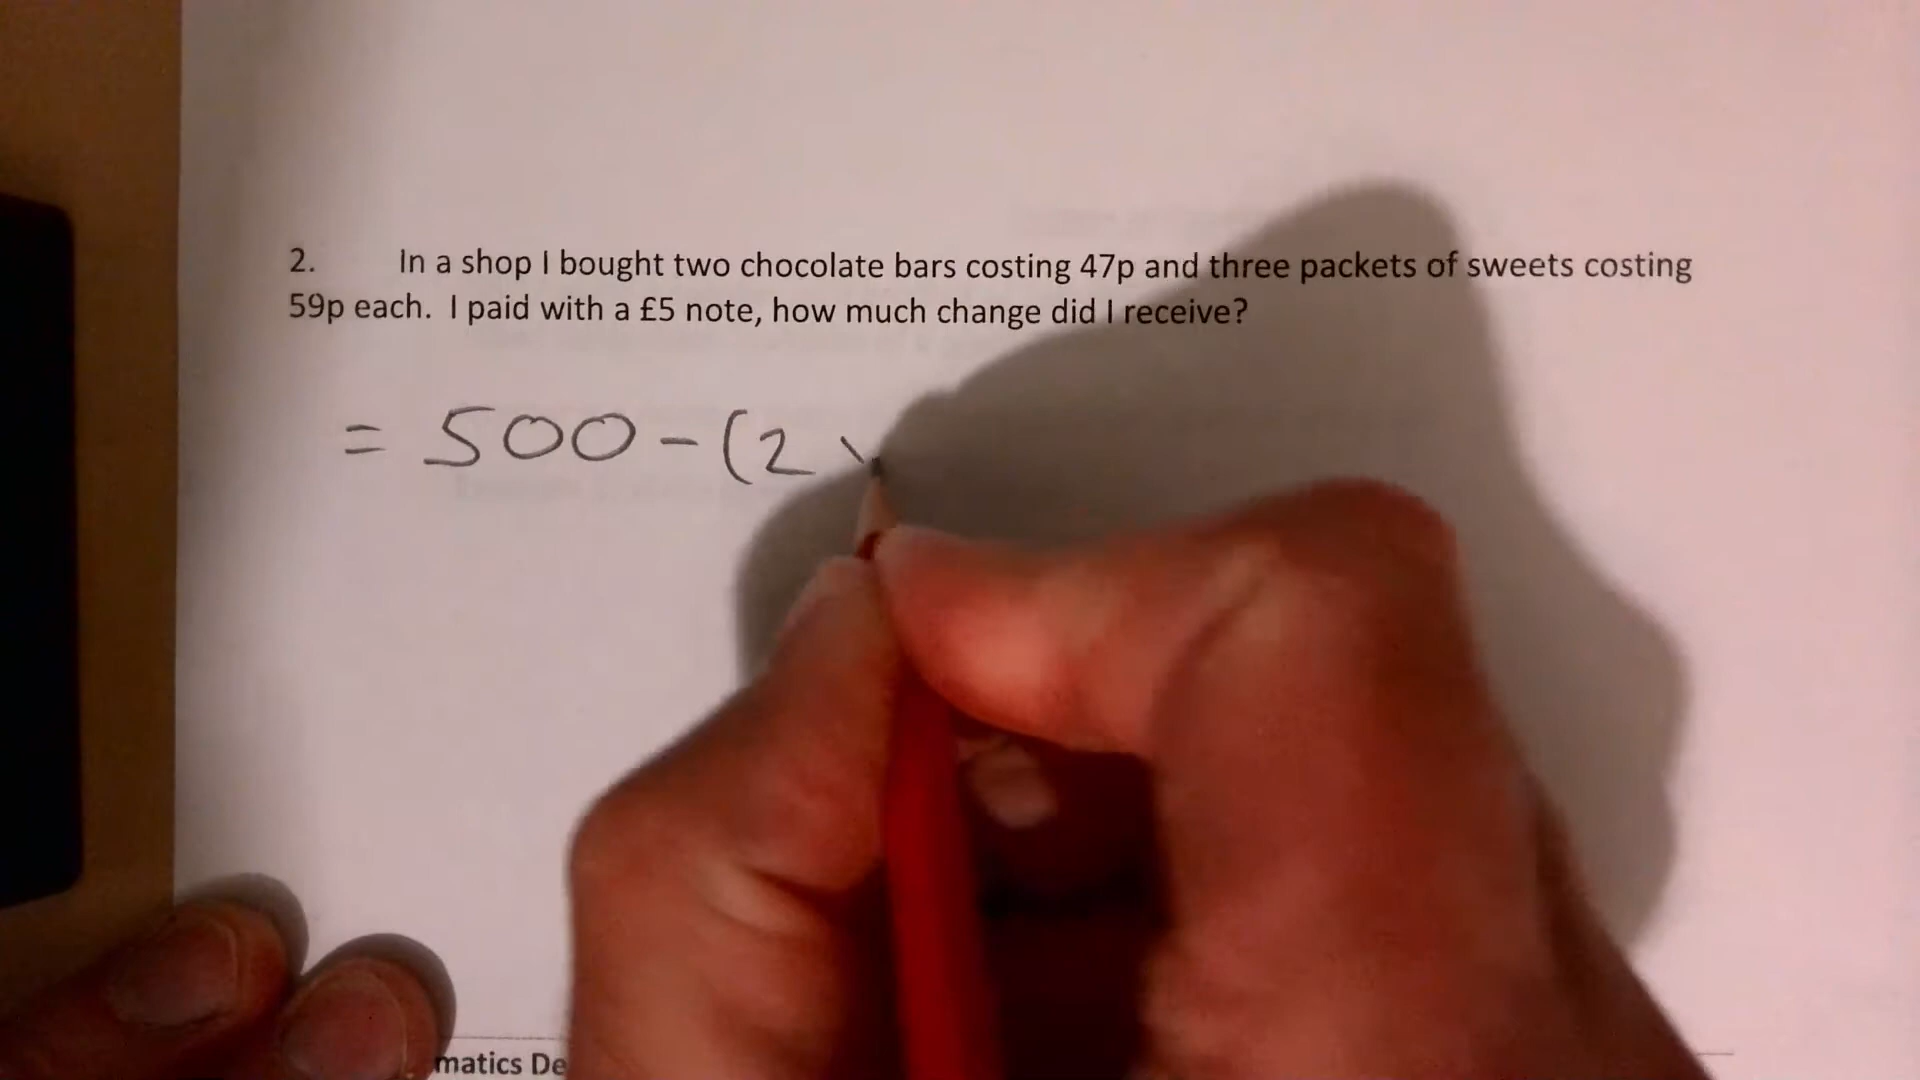 2. In a shop I bought two chocolate bars costing 47p and three packets of sweets costing
59p each. I paid with a £5 note, how much change did I receive?
= 500 - (2
matics De